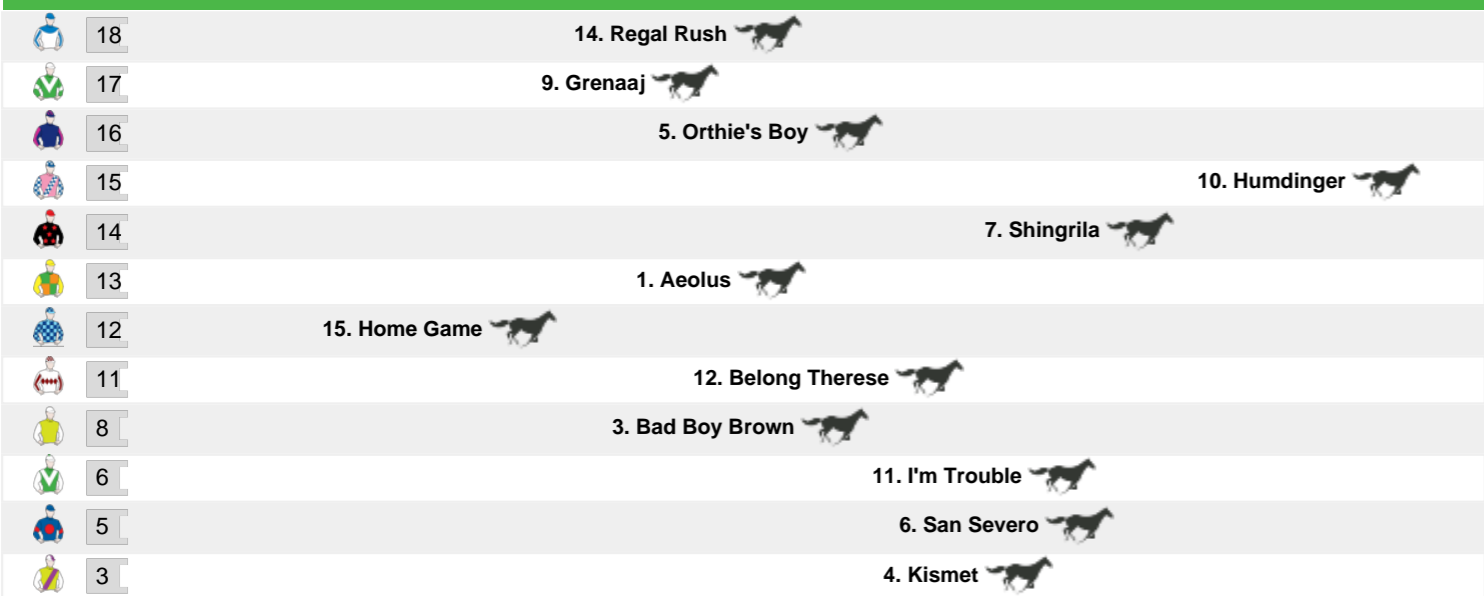 18 14. Regal Rush
17 9. Grenaaj
16 5. Orthie's Boy
15 10. Humdinger
14 7. Shingrila
13 1. Aeolus
12 15. Home Game
11 12. Belong Therese
8 3. Bad Boy Brown
6 11. I'm Trouble
5 6. San Severo
3 4. Kismet